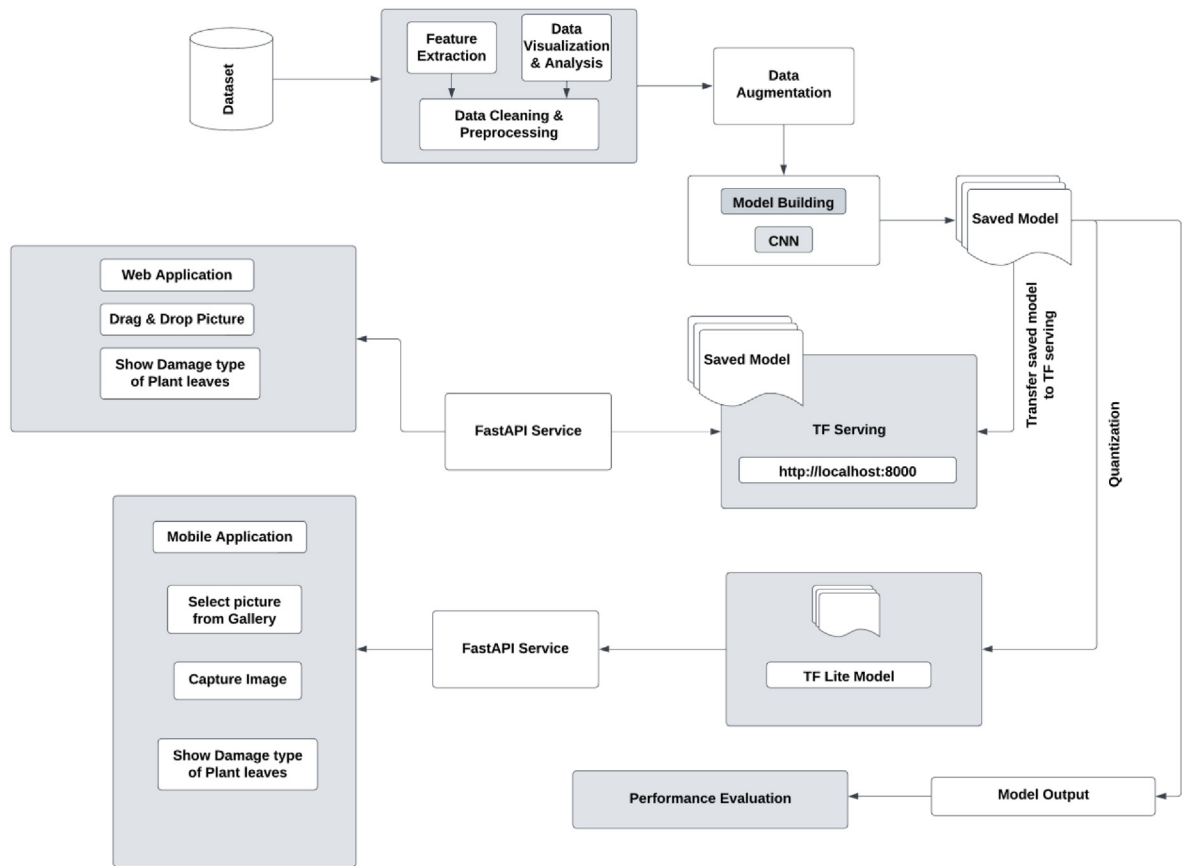 Dataset
Feature
Extraction
Data
Visualization
& Analysis
Data Cleaning &
Preprocessing
Data
Augmentation
Model Building
CNN
Saved Model
Transfer saved model
to TF serving
Quantization
Web Application
Drag & Drop Picture
Show Damage type
of Plant leaves
FastAPI Service
Saved Model
TF Serving
http://localhost:8000
Mobile Application
Select picture
from Gallery
Capture Image
Show Damage type
of Plant leaves
FastAPI Service
TF Lite Model
Performance Evaluation
Model Output